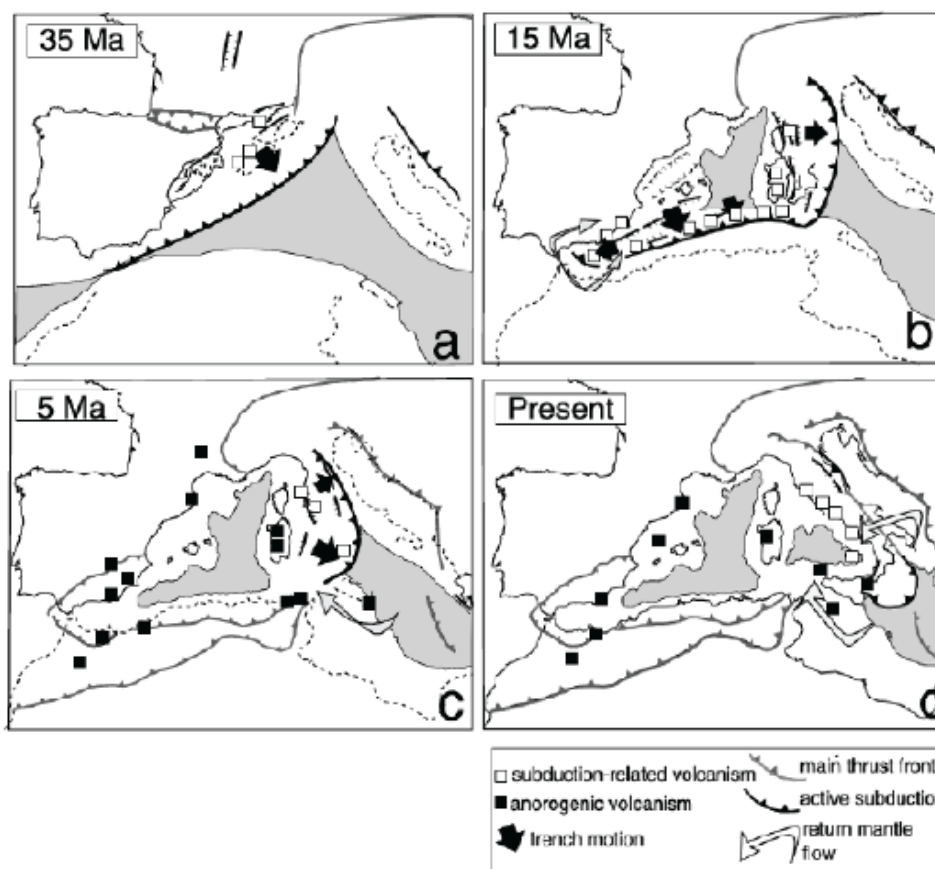 35 Ma
15 Ma
a
b
5 Ma
Present
c
d
subduction-related volcanism
main thrust front
anorogenic volcanism
active subductio
trench motion
return mantle
flow